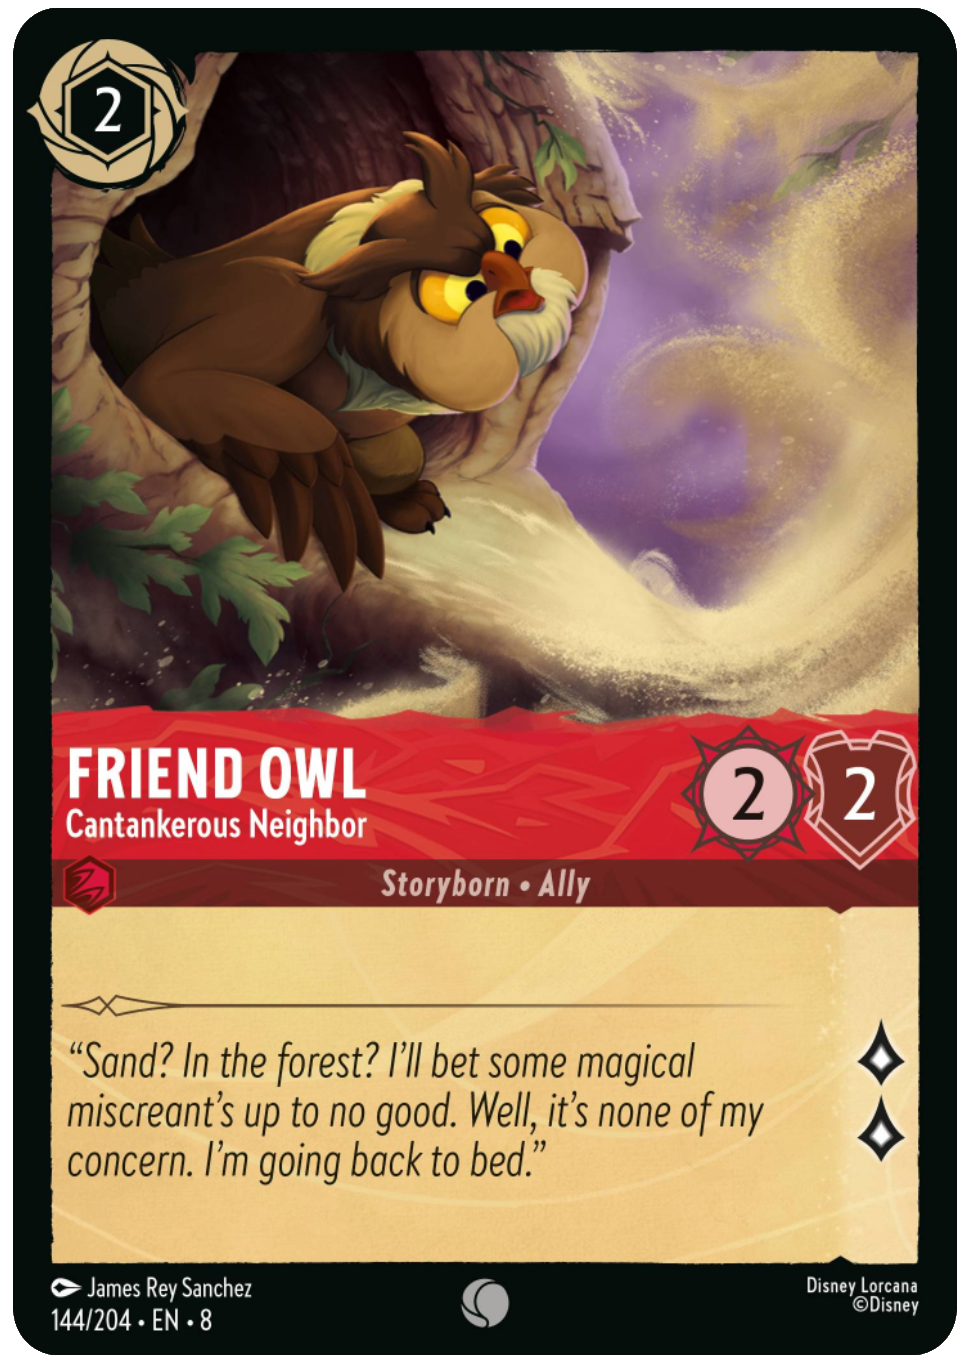 2
FRIEND OWL
Cantankerous Neighbor
2 2
Storyborn • Ally
“Sand? In the forest? I’ll bet some magical
miscreant’s up to no good. Well, it’s none of my
concern. I’m going back to bed.”
James Rey Sanchez
144/204 • EN • 8
Disney Lorcana
©Disney